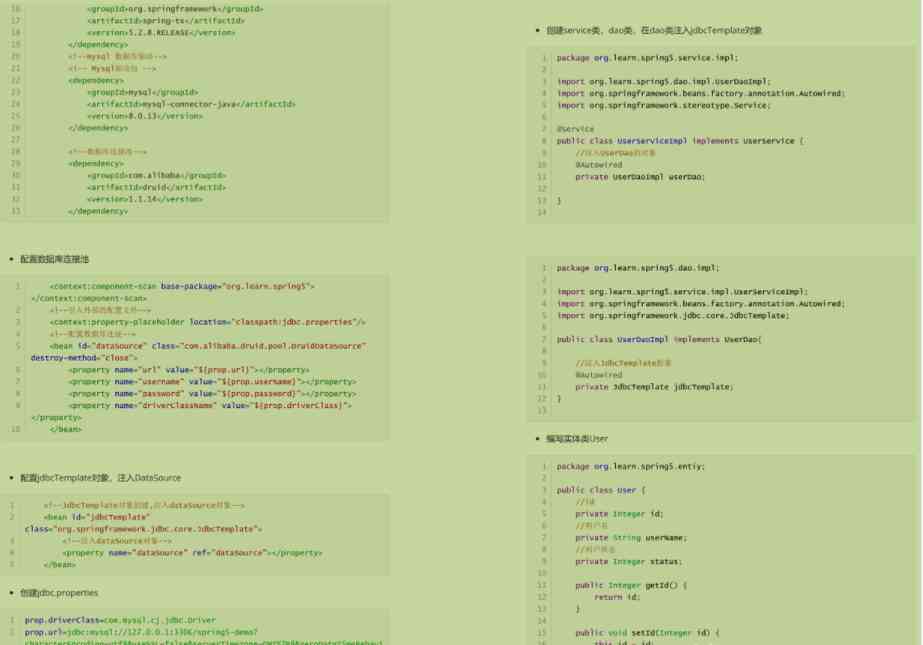 16 <groupId>org.springframework</groupId>
17 <artifactId>spring-tx</artifactId>
18 <version>5.2.8.RELEASE</version>
19 </dependency>
20 <!--mysql 数据库驱动-->
21 <!-- Mysql驱动包 -->
22 <dependency>
23 <groupId>mysql</groupId>
24 <artifactId>mysql-connector-java</artifactId>
25 <version>8.0.13</version>
26 </dependency>
27
28 <!--数据库连接池-->
29 <dependency>
30 <groupId>com.alibaba</groupId>
31 <artifactId>druid</artifactId>
32 <version>1.1.14</version>
33 </dependency>
• 配置数据库连接池
1 <context:component-scan base-package="org.learn.spring5">
</context:component-scan>
2 <!--引入外部的配置文件-->
3 <context:property-placeholder location="classpath:jdbc.properties"/>
4 <!--配置数据库连接-->
5 <bean id="dataSource" class="com.alibaba.druid.pool.DruidDataSource"
destroy-method="close">
6 <property name="url" value="${prop.url}"></property>
7 <property name="username" value="${prop.username}"></property>
8 <property name="password" value="${prop.password}"></property>
9 <property name="driverClassName" value="${prop.driverClass}">
</property>
10 </bean>
• 配置jdbcTemplate对象，注入DataSource
1 <!--JdbcTemplate对象创建,注入dataSource对象-->
2 <bean id="jdbcTemplate"
class="org.springframework.jdbc.core.JdbcTemplate">
3 <!--注入dataSource对象-->
4 <property name="dataSource" ref="dataSource"></property>
5 </bean>
• 创建jdbc.properties
1 prop.driverClass=com.mysql.cj.jdbc.Driver
2 prop.url=jdbc:mysql://127.0.0.1:3306/spring5-demo?
• 创建service类，dao类，在dao类注入jdbcTemplate对象
1 package org.learn.spring5.service.impl;
2
3 import org.learn.spring5.dao.impl.UserDaoImpl;
4 import org.springframework.beans.factory.annotation.Autowired;
5 import org.springframework.stereotype.Service;
6
7 @Service
8 public class UserServiceImpl implements UserService {
9 //注入UserDao的对象
10 @Autowired
11 private UserDaoImpl userDao;
12
13 }
14
1 package org.learn.spring5.dao.impl;
2
3 import org.learn.spring5.service.impl.UserServiceImpl;
4 import org.springframework.beans.factory.annotation.Autowired;
5 import org.springframework.jdbc.core.JdbcTemplate;
6
7 public class UserDaoImpl implements UserDao{
8
9 //注入JdbcTemplate对象
10 @Autowired
11 private JdbcTemplate jdbcTemplate;
12 }
13
• 编写实体类User
1 package org.learn.spring5.entiy;
2
3 public class User {
4 //id
5 private Integer id;
6 //用户名
7 private String userName;
8 //用户状态
9 private Integer status;
10
11 public Integer getId() {
12 return id;
13 }
14
15 public void setId(Integer id) {
16 this.id = id;